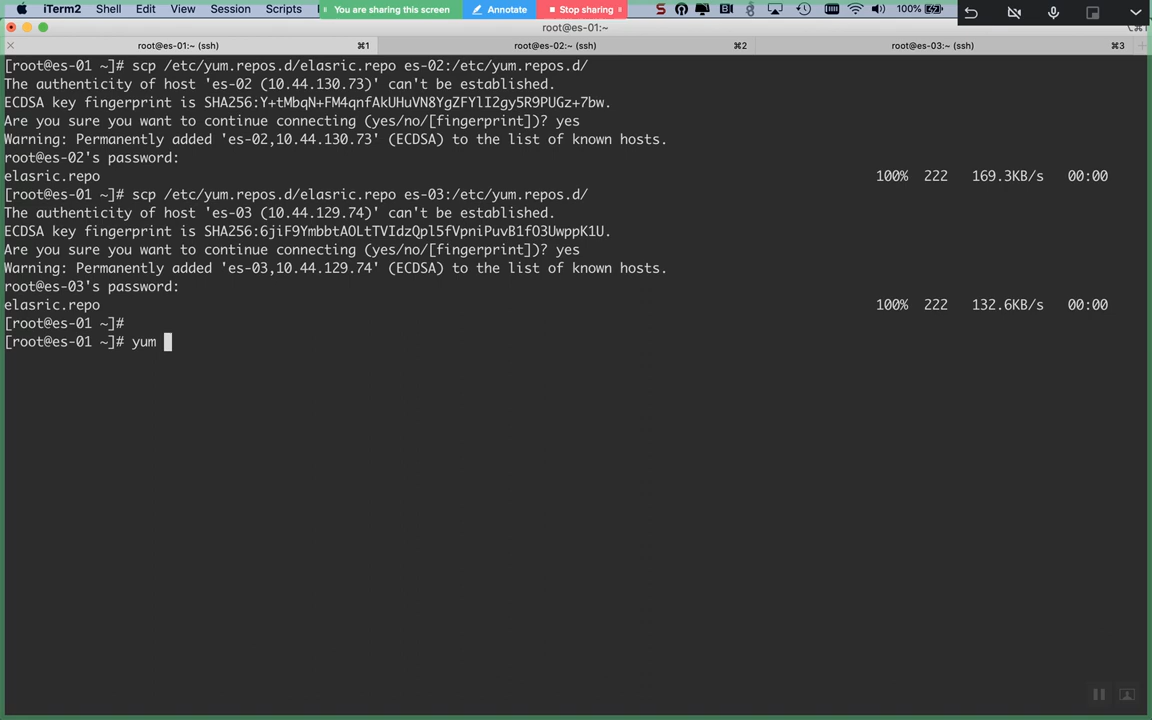 iTerm2 Shell Edit View Session Scripts You are sharing this screen Annotate Stop sharing 100%
root@es-01:~
root@es-01:~ (ssh) ⌘1 root@es-02:~ (ssh) ⌘2 root@es-03:~ (ssh) ⌘3
[root@es-01 ~]# scp /etc/yum.repos.d/elasric.repo es-02:/etc/yum.repos.d/
The authenticity of host 'es-02 (10.44.130.73)' can't be established.
ECDSA key fingerprint is SHA256:Y+tMbqN+FM4qnfAkUHuVN8YgZFYlI2gy5R9PUGz+7bw.
Are you sure you want to continue connecting (yes/no/[fingerprint])? yes
Warning: Permanently added 'es-02,10.44.130.73' (ECDSA) to the list of known hosts.
root@es-02's password:
elasric.repo 100% 222 169.3KB/s 00:00
[root@es-01 ~]# scp /etc/yum.repos.d/elasric.repo es-03:/etc/yum.repos.d/
The authenticity of host 'es-03 (10.44.129.74)' can't be established.
ECDSA key fingerprint is SHA256:6jiF9YmbbtAOLtTVIdzQpl5fVpniPuvB1fO3UwppK1U.
Are you sure you want to continue connecting (yes/no/[fingerprint])? yes
Warning: Permanently added 'es-03,10.44.129.74' (ECDSA) to the list of known hosts.
root@es-03's password:
elasric.repo 100% 222 132.6KB/s 00:00
[root@es-01 ~]#
[root@es-01 ~]# yum